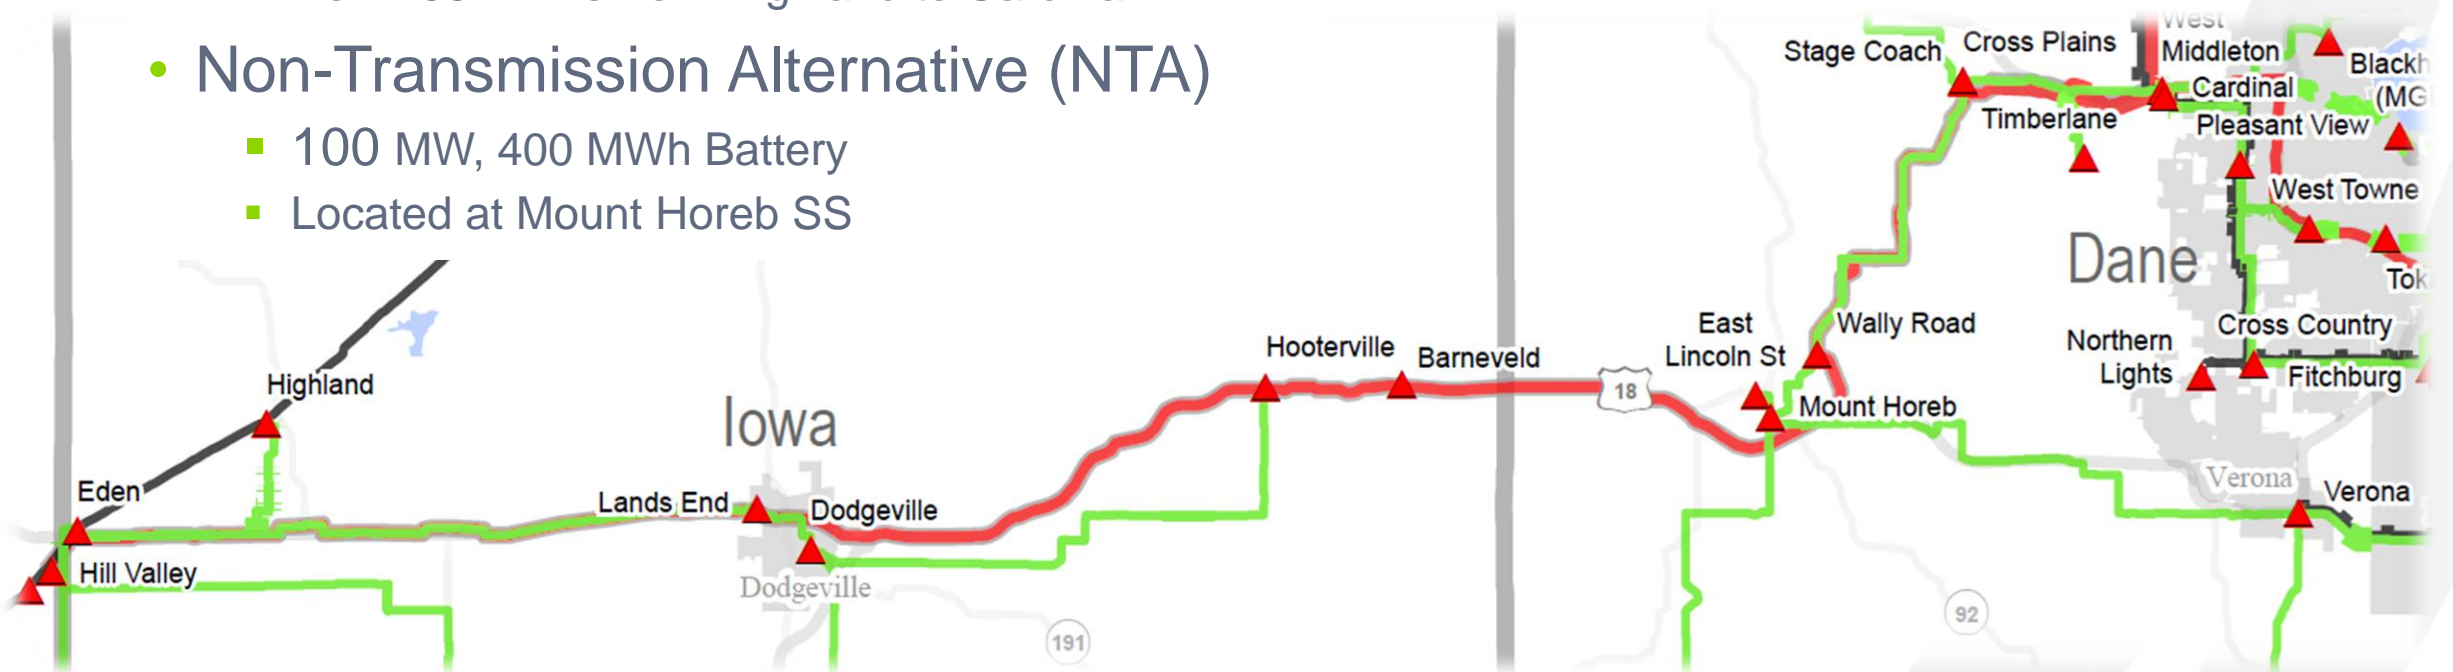 • Non-Transmission Alternative (NTA)
▪ 100 MW, 400 MWh Battery
▪ Located at Mount Horeb SS
West
Middleton
Stage Coach
Cross Plains
Cardinal
Timberlane
Pleasant View
West Towne
Dane
East
Lincoln St
Wally Road
Northern
Lights
Cross Country
Fitchburg
Hooterville
Barneveld
18
Highland
Iowa
Mount Horeb
Eden
Lands End
Dodgeville
Verona
Verona
Hill Valley
Dodgeville
191
92